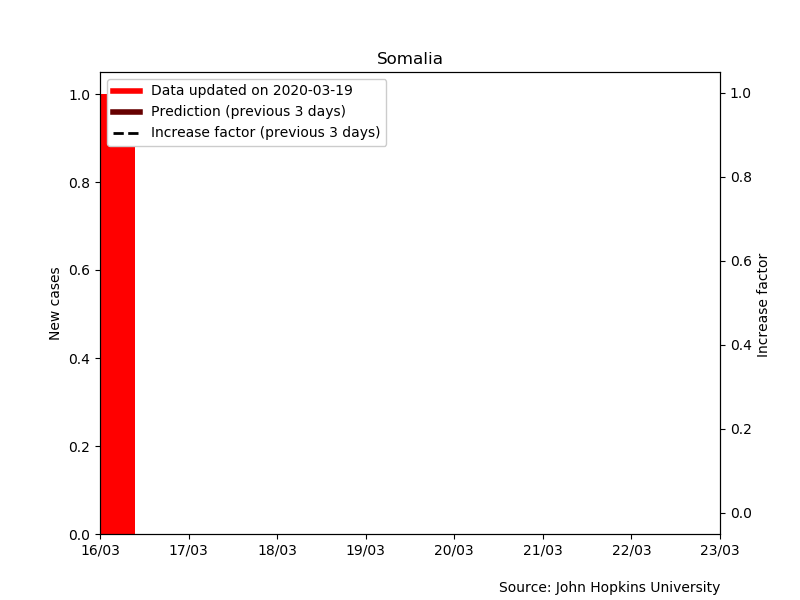 Somalia
Data updated on 2020-03-19
Prediction (previous 3 days)
Increase factor (previous 3 days)
New cases
1.0
0.8
0.6
0.4
0.2
0.0
Increase factor
1.0
0.8
0.6
0.4
0.2
0.0
16/03 17/03 18/03 19/03 20/03 21/03 22/03 23/03
Source: John Hopkins University